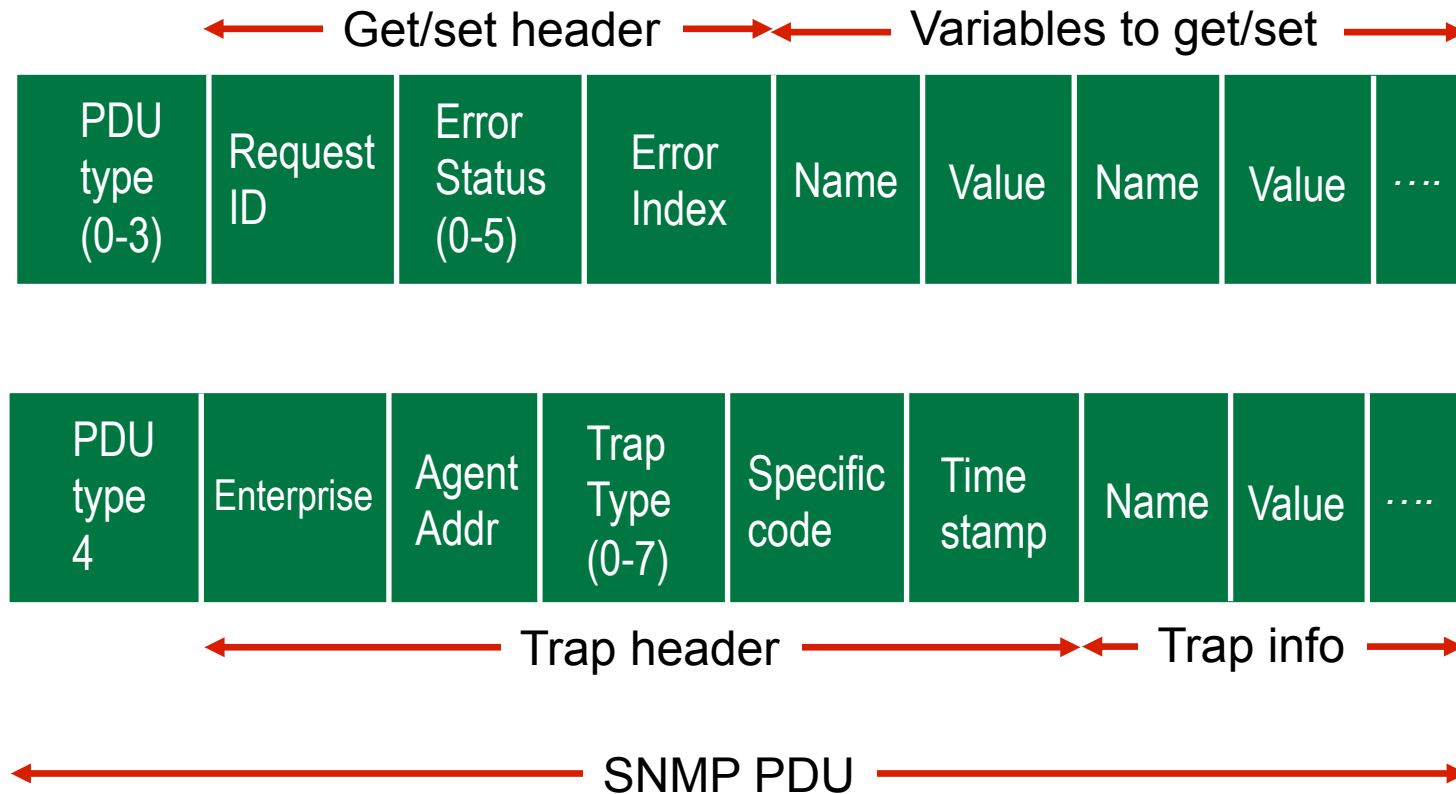 Get/set header
Variables to get/set
PDU
type
(0-3)
Request
ID
Error
Status
(0-5)
Error
Index
Name
Value
Name
Value
....
PDU
type
4
Enterprise
Agent
Addr
Trap
Type
(0-7)
Specific
code
Time
stamp
Name
Value
....
Trap header
Trap info
SNMP PDU